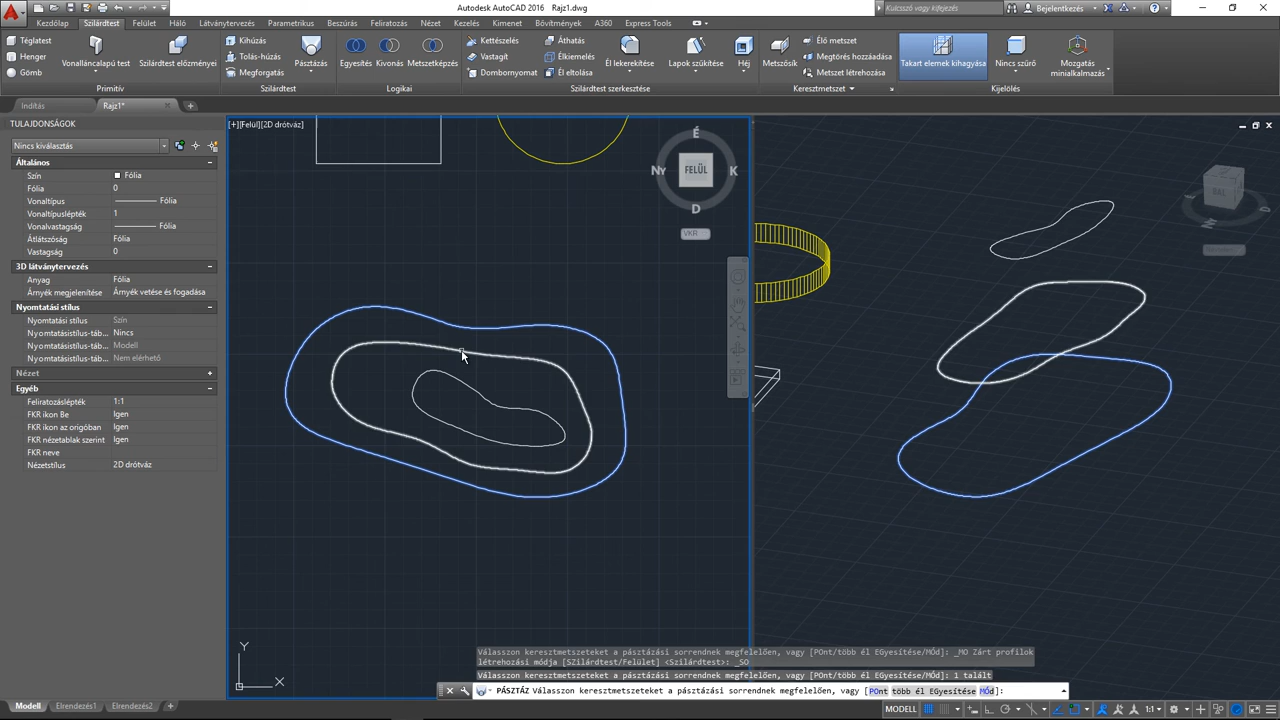 Autodesk AutoCAD 2016 Rajz1.dwg
Kulcsszó vagy kifejezés
Bejelentkezés
Kezdőlap Szilárdtest Felület Háló Látványtervezés Parametrikus Beszúrás Feliratozás Nézet Kezelés Kimenet Bővítmények A360 Express Tools
Téglatest
Henger
Gömb
Vonalláncalapú test
Szilárdtest előzményei
Primitív
Kihúzás
Tolás-húzás
Megforgatás
Pásztázás
Szilárdtest
Egyesítés Kivonás Metszetképzés
Logikai
Kettészelés
Vastagít
Dombornyomat
Áthatás
Élkiemelés
Él eltolása
Él lekerekítése
Lapok szűkítése
Héj
Szilárdtest szerkesztése
Metszősík
Élő metszet
Megtörés hozzáadása
Metszet létrehozása
Keresztmetszet
Takart elemek kihagyása
Nincs szűrő
Mozgatás minialkalmazás
Kijelölés
Indítás
Rajz1*
TULAJDONSÁGOK
Nincs kiválasztás
Általános
Szín Fólia
Fólia 0
Vonaltípus Fólia
Vonaltípuslépték 1
Vonalvastagság Fólia
Átlátszóság Fólia
Vastagság 0
3D látványtervezés
Anyag Fólia
Árnyék megjelenítése Árnyék vetése és fogadása
Nyomtatási stílus
Nyomtatási stílus Szín
Nyomtatásistílus-táb... Nincs
Nyomtatásistílus-táb... Modell
Nyomtatásistílus-táb... Nem elérhető
Nézet
Egyéb
Feliratozásléptéke 1:1
FKR ikon Be Igen
FKR ikon az origóban Igen
FKR nézetablak szerint Igen
FKR neve
Nézetstílus 2D drótváz
[+][Felül][2D drótváz]
É
NY FELÜL K
D
VKR
BAL
Y
X
Válasszon keresztmetszeteket a pásztázási sorrendnek megfelelően, vagy [POnt/több él EGyesítése/MÓd]: _MO Zárt profilok
létrehozási módja [SZilárdtest/Felület] <Szilárdtest>: _SO
Válasszon keresztmetszeteket a pásztázási sorrendnek megfelelően, vagy [POnt/több él EGyesítése/MÓd]: 1 talált
PÁSZTÁZ Válasszon keresztmetszeteket a pásztázási sorrendnek megfelelően, vagy [POnt több él EGyesítése MÓd]:
Modell Elrendezés1 Elrendezés2
MODELL
1:1